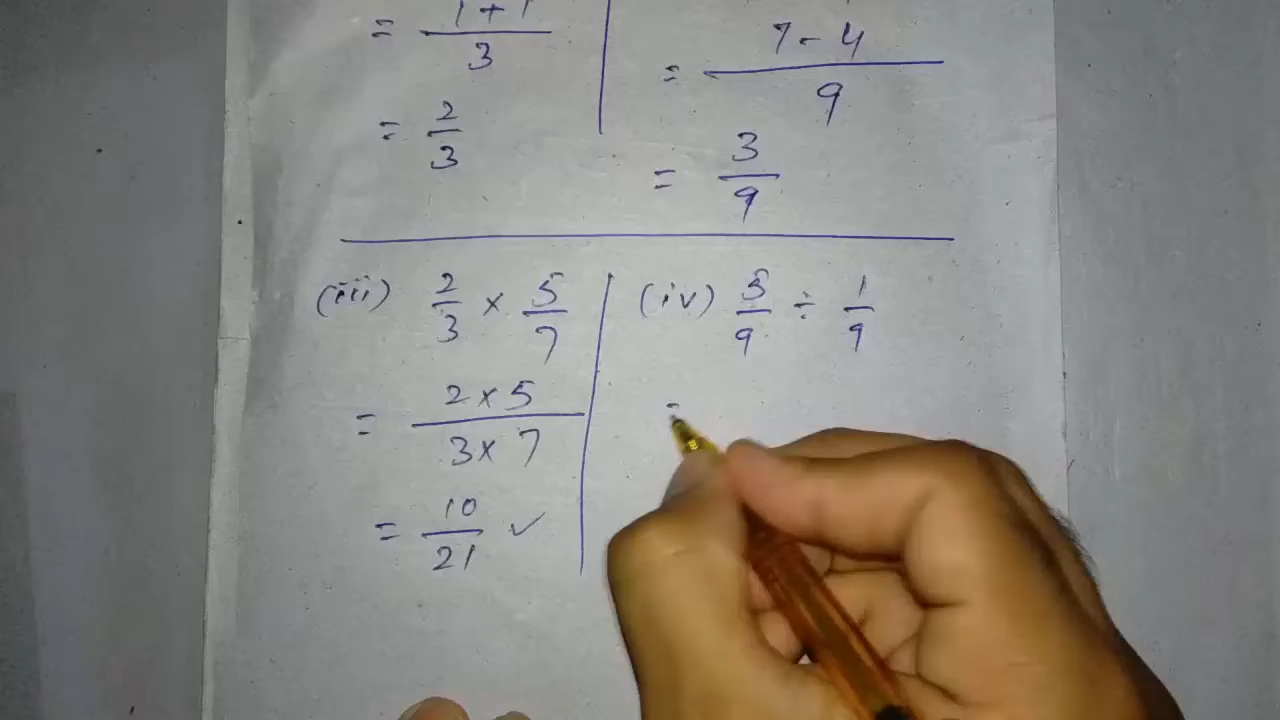 = 1 + 1 / 3
= 2 / 3
= 7 - 4 / 9
= 3 / 9
(iii) 2/3 × 5/7
= 2 × 5 / 3 × 7
= 10 / 21 ✓
(iv) 5/9 ÷ 1/9
=